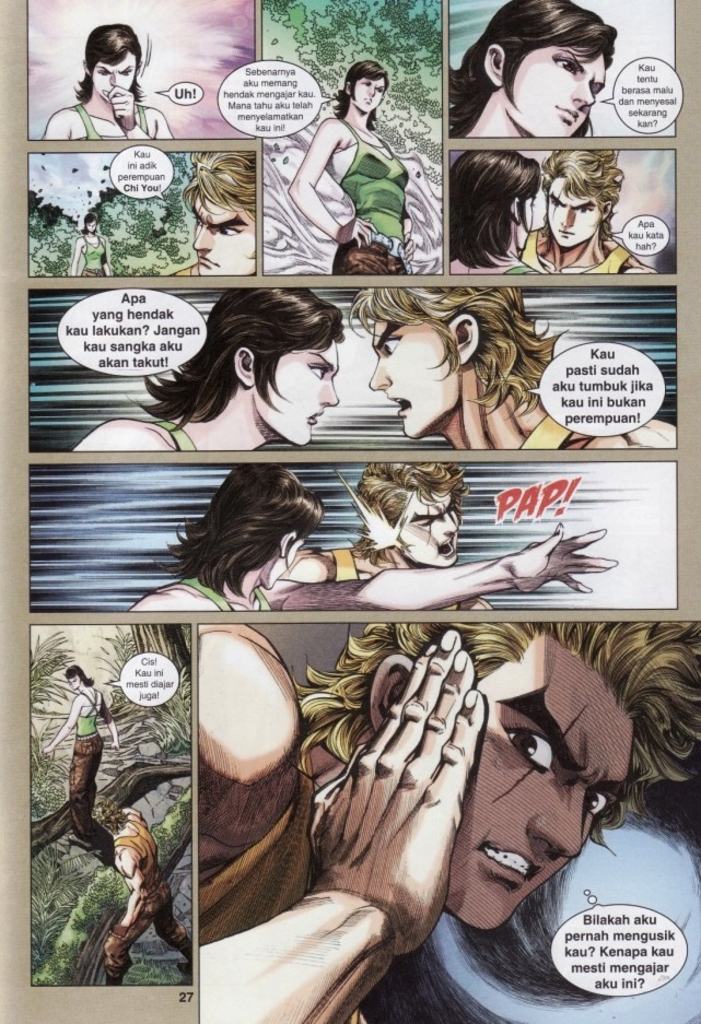 Uh!
Sebenarnya
aku memang
hendak mengajar kau.
Mana tahu aku telah
menyelamatkan
kau ini!
Kau
tentu
berasa malu
dan menyesal
sekarang
kan?
Kau
ini adik
perempuan
Chi You!
Apa
kau kata
hah?
Apa
yang hendak
kau lakukan? Jangan
kau sangka aku
akan takut!
Kau
pasti sudah
aku tumbuk jika
kau ini bukan
perempuan!
PAP!
Cis!
Kau ini
mesti diajar
juga!
Bilakah aku
pernah mengusik
kau? Kenapa kau
mesti mengajar
aku ini?
27